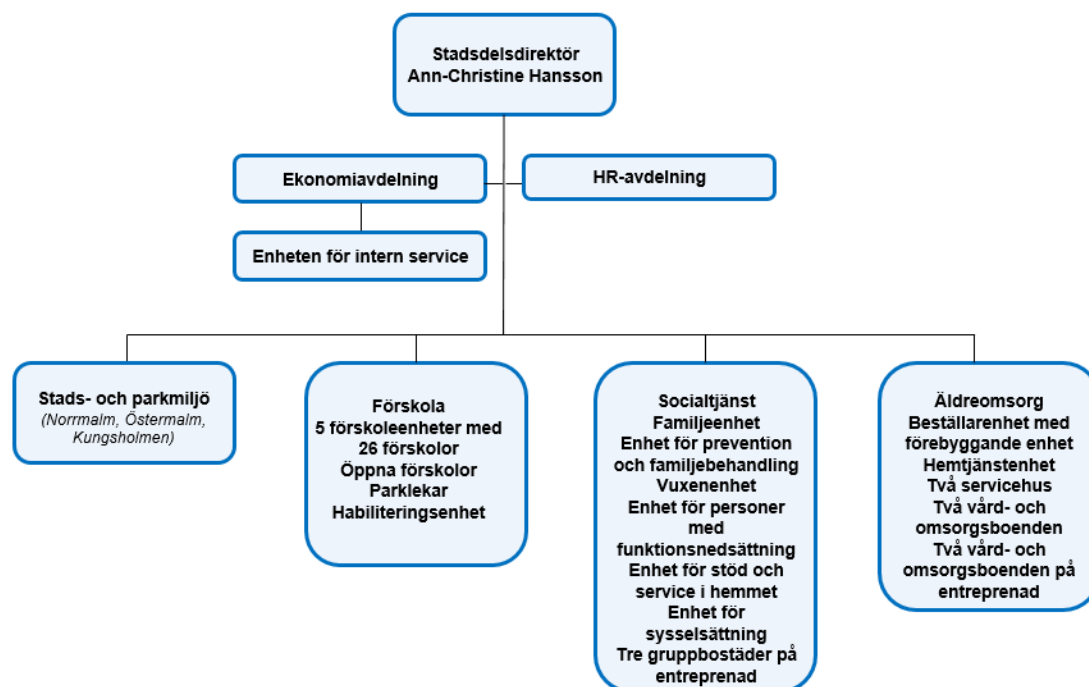 Stadsdelsdirektör
Ann-Christine Hansson
Ekonomiavdelning
HR-avdelning
Enheten för intern service
Stads- och parkmiljö
(Norrmalm, Östermalm,
Kungsholmen)
Förskola
5 förskoleenheter med
26 förskolor
Öppna förskolor
Parklekar
Habiliteringsenhet
Socialtjänst
Familjeenhet
Enhet för prevention
och familjebehandling
Vuxenenhet
Enhet för personer
med
funktionsnedsättning
Enhet för stöd och
service i hemmet
Enhet för
sysselsättning
Tre gruppbostäder på
entreprenad
Äldreomsorg
Beställarenhet med
förebyggande enhet
Hemtjänstenhet
Två servicehus
Två vård- och
omsorgsboenden
Två vård- och
omsorgsboenden på
entreprenad